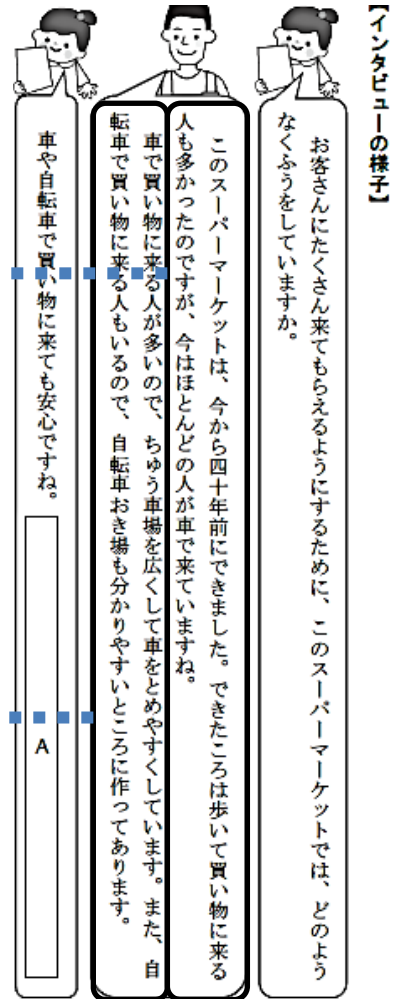 【インタビューの様子】
お客さんにたくさん来てもらえるようにするために、このスーパーマーケットでは、どのよう
なくふうをしていますか。
このスーパーマーケットは、今から四十年前にできました。できたころは歩いて買い物に来る
人も多かったのですが、今はほとんどの人が車で来ていますね。
車で買い物に来る人が多いので、ちゅう車場を広くして車をとめやすくしています。また、自
転車で買い物に来る人もいるので、自転車おき場も分かりやすいところに作ってあります。
車や自転車で買い物に来ても安心ですね。
A